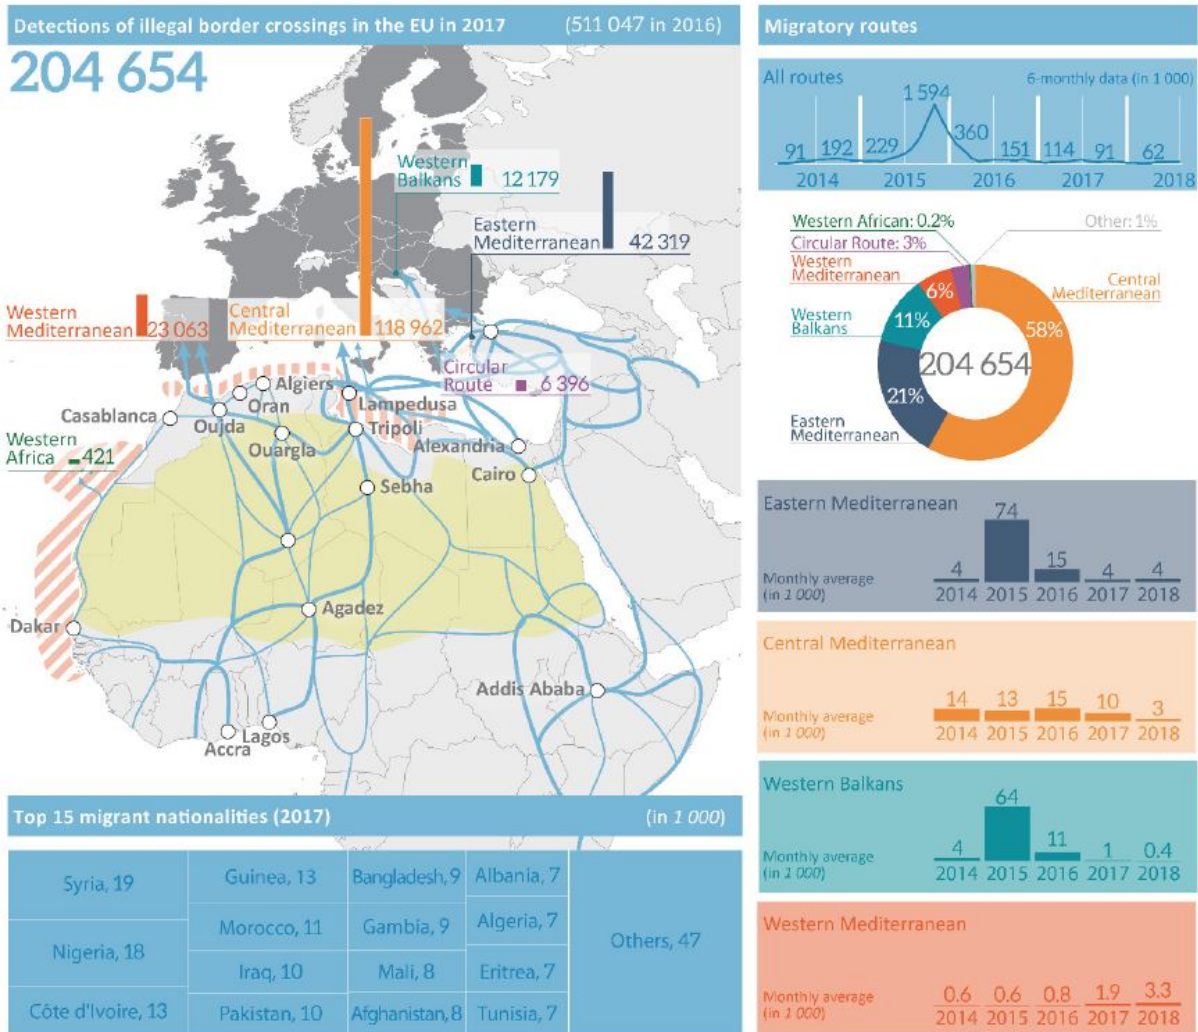 Detections of illegal border crossings in the EU in 2017 (511 047 in 2016)
204 654
Western
Balkans 12 179
Eastern
Mediterranean 42 319
Western
Mediterranean 23 063
Central
Mediterranean 118 962
Circular
Route 6 396
Western
Africa 421
Casablanca
Oujda
Oran
Algiers
Ouargla
Lampedusa
Tripoli
Alexandria
Cairo
Sebha
Agadez
Dakar
Addis Ababa
Accra
Lagos
Top 15 migrant nationalities (2017) (in 1 000)
Syria, 19
Nigeria, 18
Côte d'Ivoire, 13
Guinea, 13
Morocco, 11
Iraq, 10
Pakistan, 10
Bangladesh, 9
Gambia, 9
Mali, 8
Afghanistan, 8
Albania, 7
Algeria, 7
Eritrea, 7
Tunisia, 7
Others, 47
Migratory routes
All routes 6-monthly data (in 1 000)
91 192 229 1 594 360 151 114 91 62
2014 2015 2016 2017 2018
Western African: 0.2%
Other: 1%
Circular Route: 3%
Western
Mediterranean
6%
Central
Mediterranean
58%
Western
Balkans
11%
204 654
21%
Eastern
Mediterranean
Eastern Mediterranean
Monthly average
(in 1 000)
4 74 15 4 4
2014 2015 2016 2017 2018
Central Mediterranean
Monthly average
(in 1 000)
14 13 15 10 3
2014 2015 2016 2017 2018
Western Balkans
Monthly average
(in 1 000)
4 64 11 1 0.4
2014 2015 2016 2017 2018
Western Mediterranean
Monthly average
(in 1 000)
0.6 0.6 0.8 1.9 3.3
2014 2015 2016 2017 2018